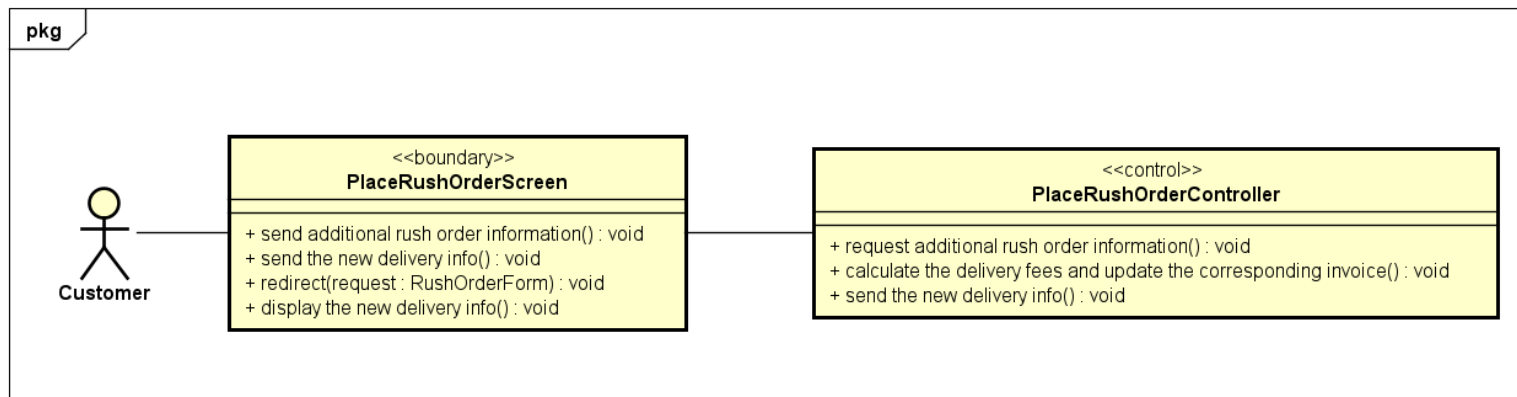 pkg
Customer
<<boundary>>
PlaceRushOrderScreen
+ send additional rush order information() : void
+ send the new delivery info() : void
+ redirect(request : RushOrderForm) : void
+ display the new delivery info() : void
<<control>>
PlaceRushOrderController
+ request additional rush order information() : void
+ calculate the delivery fees and update the corresponding invoice() : void
+ send the new delivery info() : void